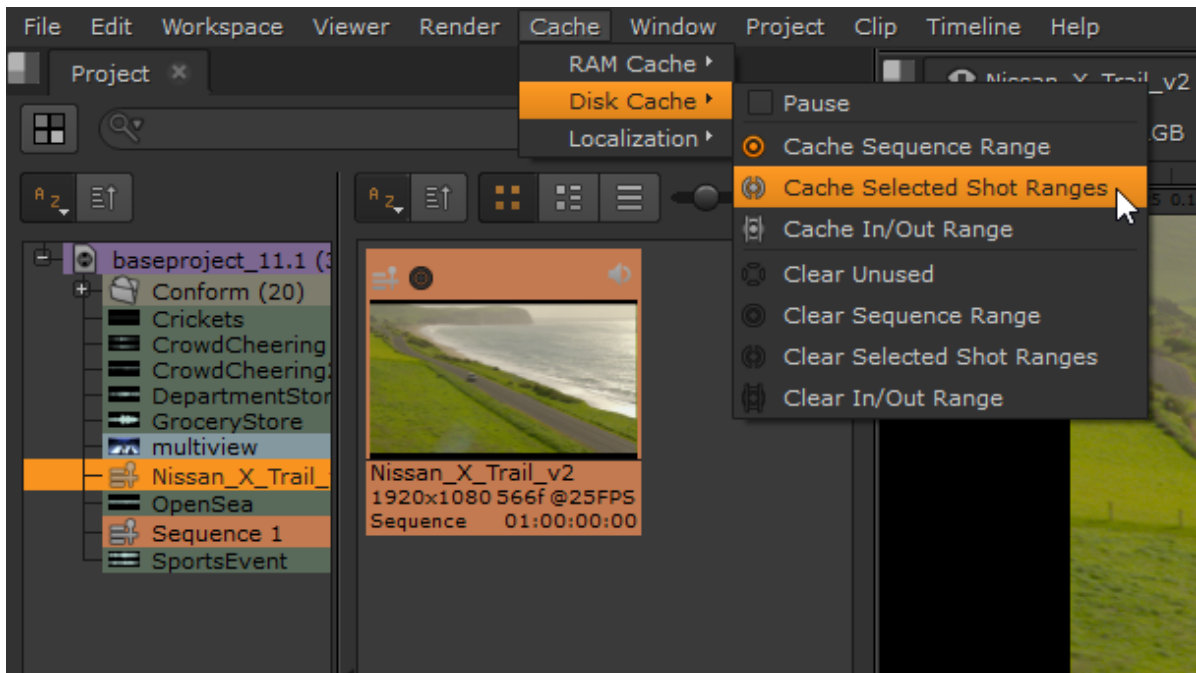 File Edit Workspace Viewer Render Cache Window Project Clip Timeline Help
Project
RAM Cache
Disk Cache
Localization
Pause
Cache Sequence Range
Cache Selected Shot Ranges
Cache In/Out Range
Clear Unused
Clear Sequence Range
Clear Selected Shot Ranges
Clear In/Out Range
_v2
GB
A Z
A Z
baseproject_11.1
Conform (20)
Crickets
CrowdCheering
CrowdCheering
DepartmentStor
GroceryStore
multiview
Nissan_X_Trail_
OpenSea
Sequence 1
SportsEvent
Nissan_X_Trail_v2
1920x1080 566f @25FPS
Sequence 01:00:00:00